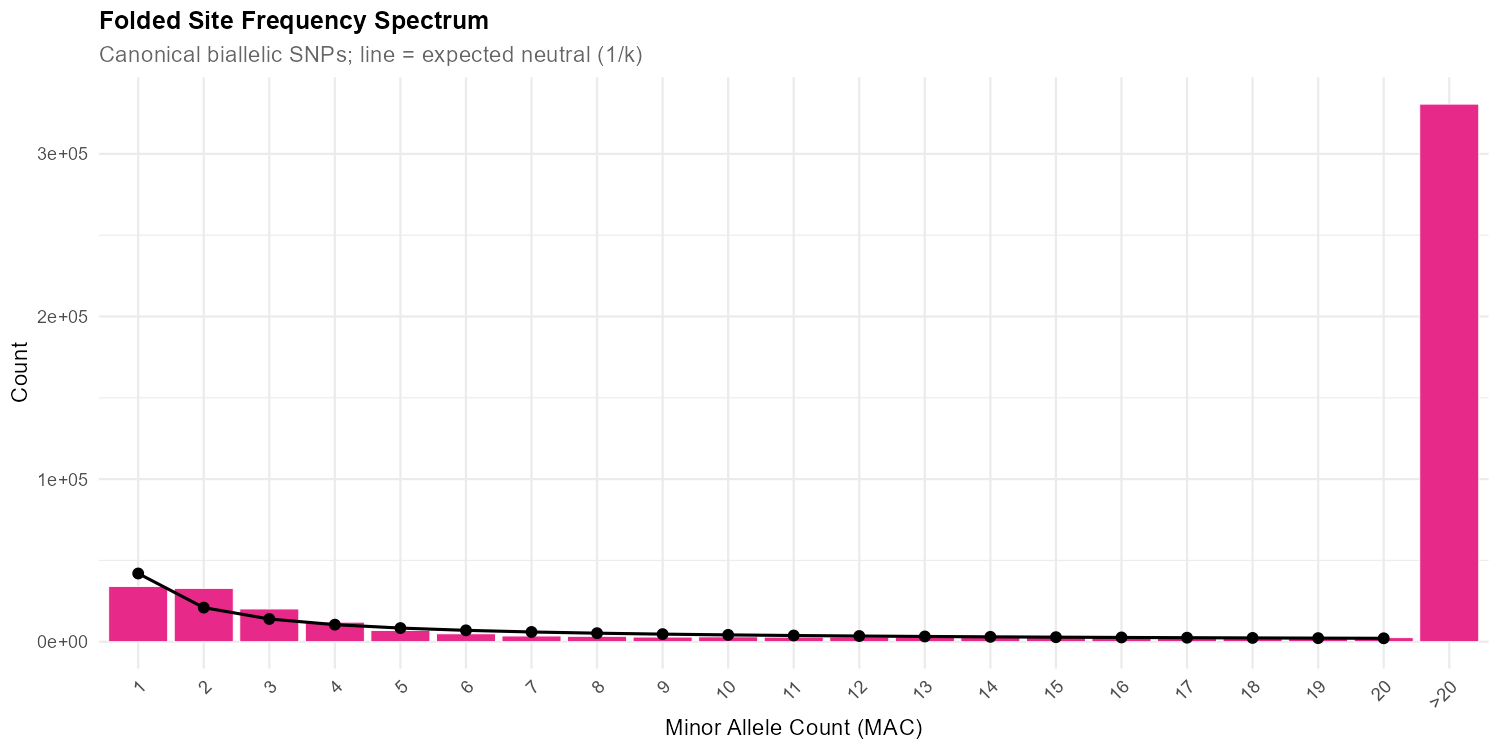 Folded Site Frequency Spectrum
Canonical biallelic SNPs; line = expected neutral (1/k)
3e+05
2e+05
1e+05
0e+00
Count
1
2
3
4
5
6
7
8
9
10
11
12
13
14
15
16
17
18
19
20
>20
Minor Allele Count (MAC)